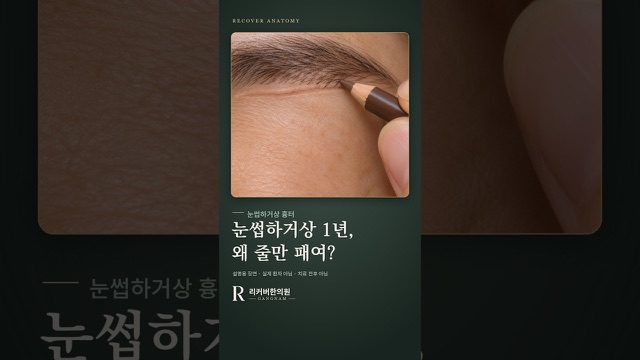 RECOVER ANATOMY
눈썹하거상 흉터
눈썹하거상 1년,
왜 줄만 패여?
설명용 장면 · 실제 환자 아님 · 치료 전후 아님
R 리커버한의원
GANGNAM
눈썹하거상 흉
눈썹하